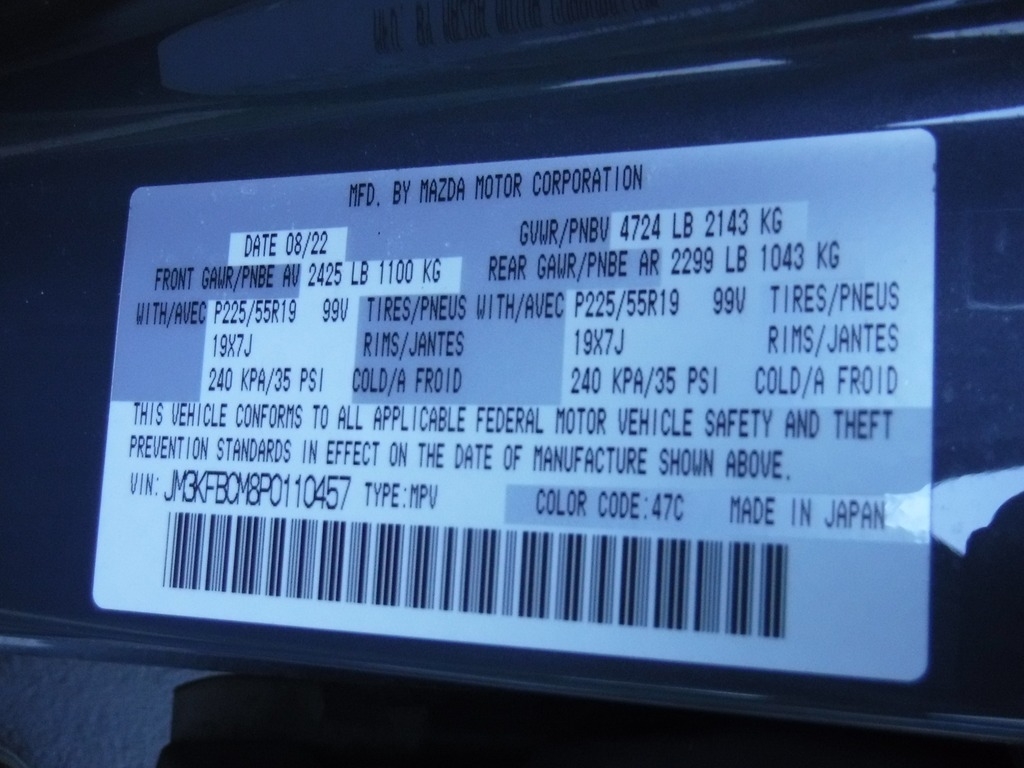 MFD. BY MAZDA MOTOR CORPORATION
DATE 08/22 GVWR/PNBV 4724 LB 2143 KG
FRONT GAWR/PNBE AV 2425 LB 1100 KG REAR GAWR/PNBE AR 2299 LB 1043 KG
WITH/AVEC P225/55R19 99V TIRES/PNEUS WITH/AVEC P225/55R19 99V TIRES/PNEUS
19X7J RIMS/JANTES 19X7J RIMS/JANTES
240 KPA/35 PSI COLD/A FROID 240 KPA/35 PSI COLD/A FROID
THIS VEHICLE CONFORMS TO ALL APPLICABLE FEDERAL MOTOR VEHICLE SAFETY AND THEFT
PREVENTION STANDARDS IN EFFECT ON THE DATE OF MANUFACTURE SHOWN ABOVE.
VIN: JM3KFBCM8P0110457 TYPE:MPV COLOR CODE:47C MADE IN JAPAN